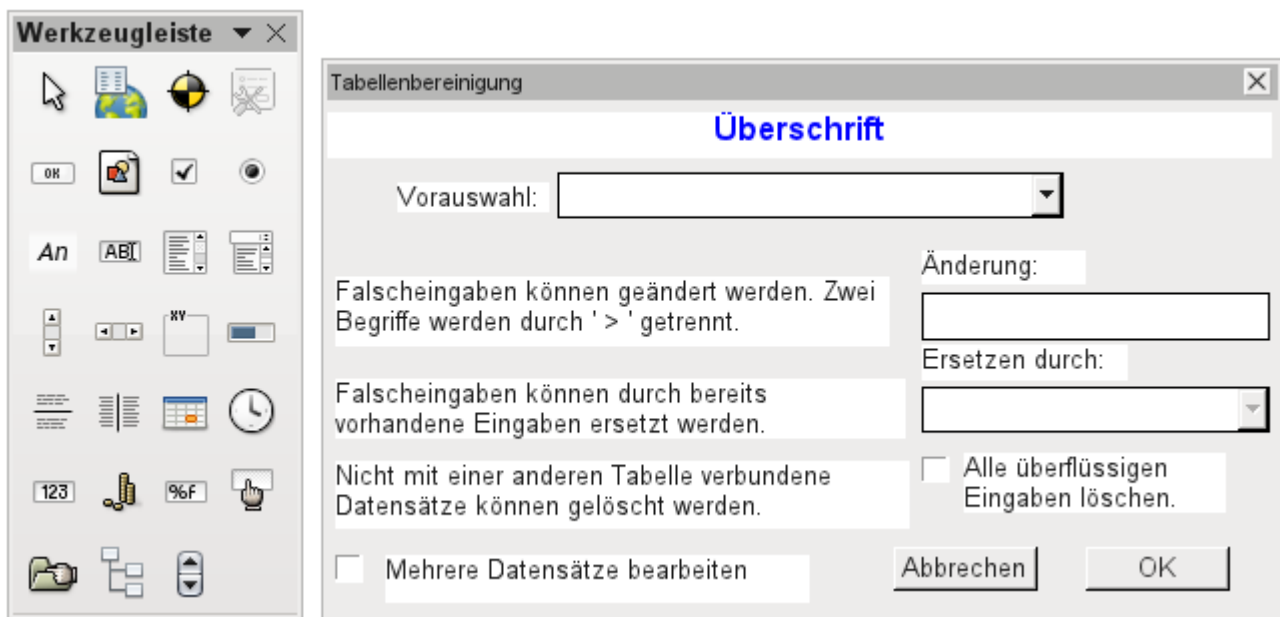 Werkzeugleiste
OK
An
ABI
XY
123
%F
Tabellenbereinigung
Überschrift
Vorauswahl:
Änderung:
Falscheingaben können geändert werden. Zwei
Begriffe werden durch ' > ' getrennt.
Ersetzen durch:
Falscheingaben können durch bereits
vorhandene Eingaben ersetzt werden.
Nicht mit einer anderen Tabelle verbundene
Datensätze können gelöscht werden.
Alle überflüssigen
Eingaben löschen.
Mehrere Datensätze bearbeiten
Abbrechen
OK